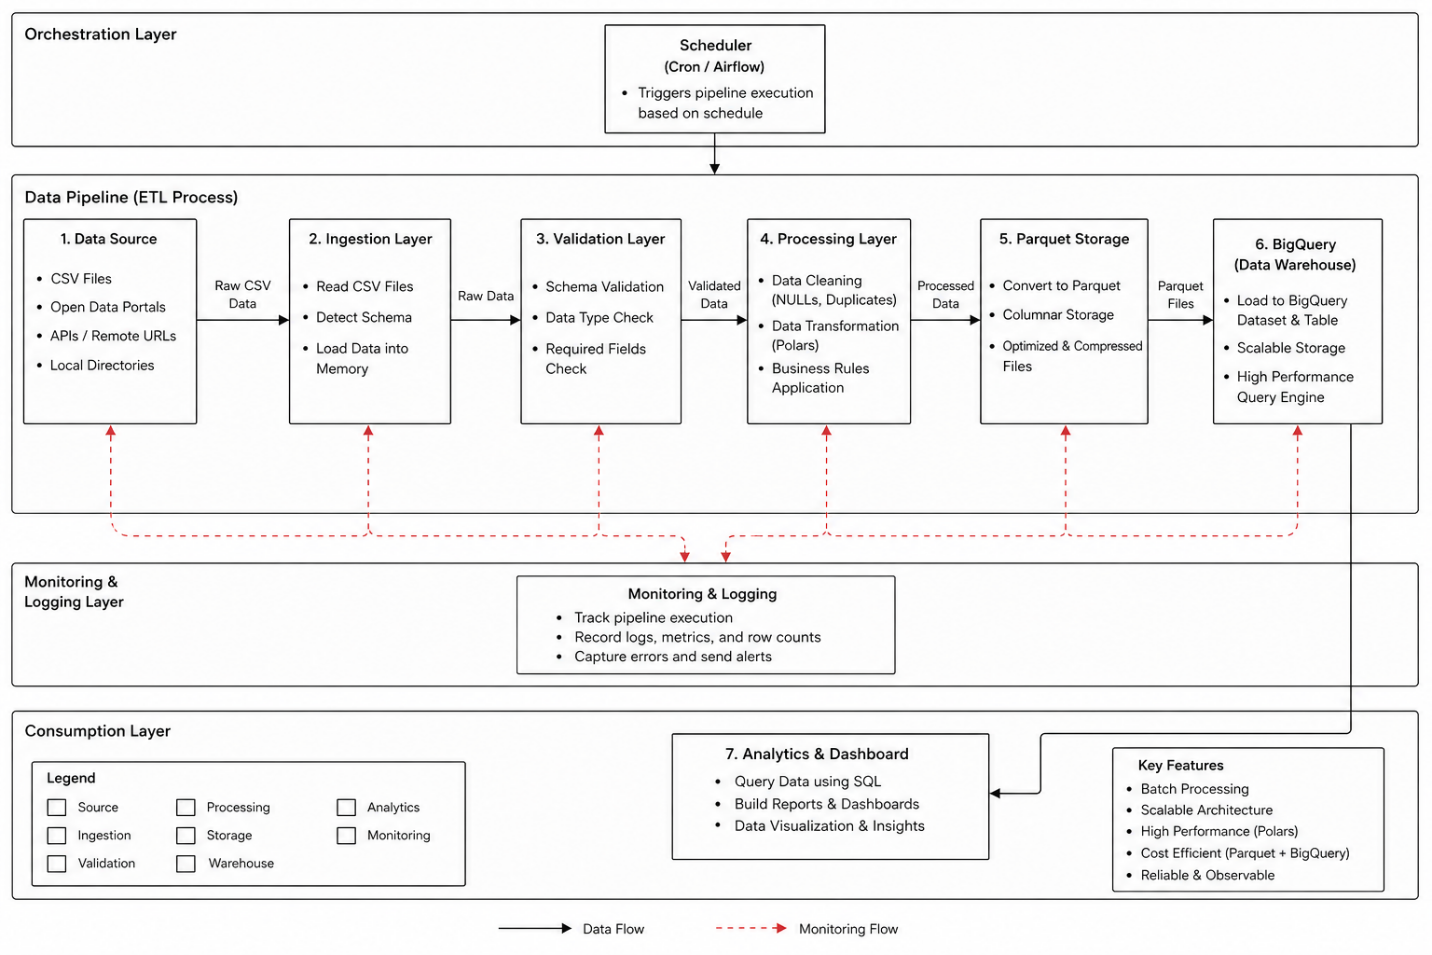 Orchestration Layer
Scheduler
(Cron / Airflow)
• Triggers pipeline execution
based on schedule
Data Pipeline (ETL Process)
1. Data Source
• CSV Files
• Open Data Portals
• APIs / Remote URLs
• Local Directories
Raw CSV
Data
2. Ingestion Layer
• Read CSV Files
• Detect Schema
• Load Data into
Memory
Raw Data
3. Validation Layer
• Schema Validation
• Data Type Check
• Required Fields
Check
Validated
Data
4. Processing Layer
• Data Cleaning
(NULLs, Duplicates)
• Data Transformation
(Polars)
• Business Rules
Application
Processed
Data
5. Parquet Storage
• Convert to Parquet
• Columnar Storage
• Optimized & Compressed
Files
Parquet
Files
6. BigQuery
(Data Warehouse)
• Load to BigQuery
Dataset & Table
• Scalable Storage
• High Performance
Query Engine
Monitoring &
Logging Layer
Monitoring & Logging
• Track pipeline execution
• Record logs, metrics, and row counts
• Capture errors and send alerts
Consumption Layer
Legend
Source
Processing
Analytics
Ingestion
Storage
Monitoring
Validation
Warehouse
7. Analytics & Dashboard
• Query Data using SQL
• Build Reports & Dashboards
• Data Visualization & Insights
Key Features
• Batch Processing
• Scalable Architecture
• High Performance (Polars)
• Cost Efficient (Parquet + BigQuery)
• Reliable & Observable
Data Flow
Monitoring Flow